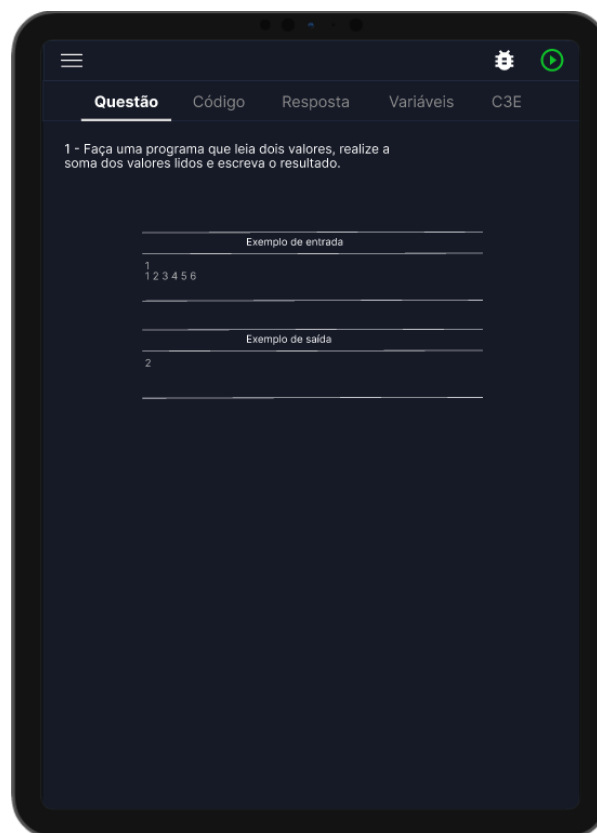 Questão Código Resposta Variáveis C3E
1 - Faça uma programa que leia dois valores, realize a
soma dos valores lidos e escreva o resultado.
Exemplo de entrada
1
1 2 3 4 5 6
Exemplo de saída
2